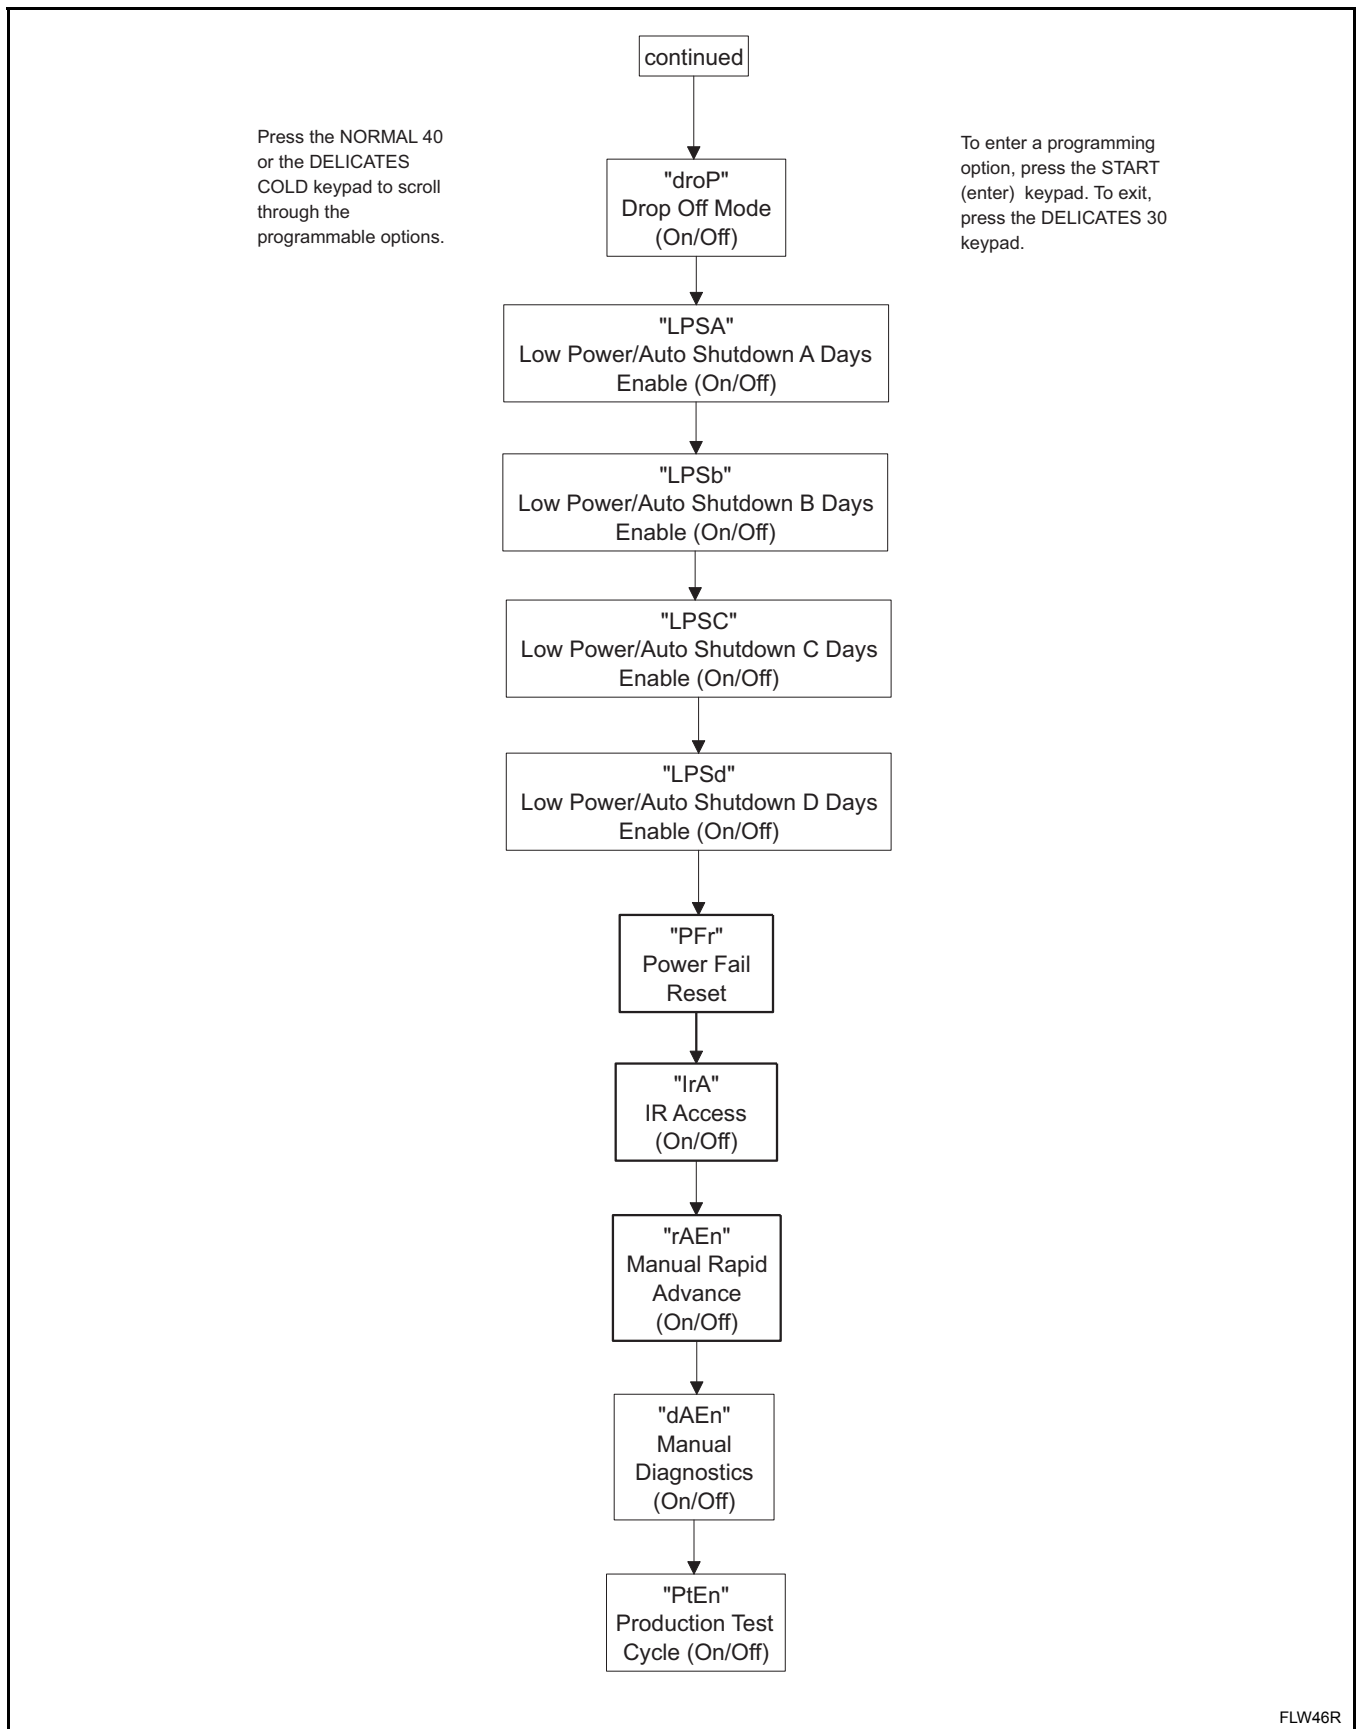 continued
Press the NORMAL 40
or the DELICATES
COLD keypad to scroll
through the
programmable options.
To enter a programming
option, press the START
(enter) keypad. To exit,
press the DELICATES 30
keypad.
"droP"
Drop Off Mode
(On/Off)
"LPSA"
Low Power/Auto Shutdown A Days
Enable (On/Off)
"LPSb"
Low Power/Auto Shutdown B Days
Enable (On/Off)
"LPSC"
Low Power/Auto Shutdown C Days
Enable (On/Off)
"LPSd"
Low Power/Auto Shutdown D Days
Enable (On/Off)
"PFr"
Power Fail
Reset
"IrA"
IR Access
(On/Off)
"rAEn"
Manual Rapid
Advance
(On/Off)
"dAEn"
Manual
Diagnostics
(On/Off)
"PtEn"
Production Test
Cycle (On/Off)
FLW46R